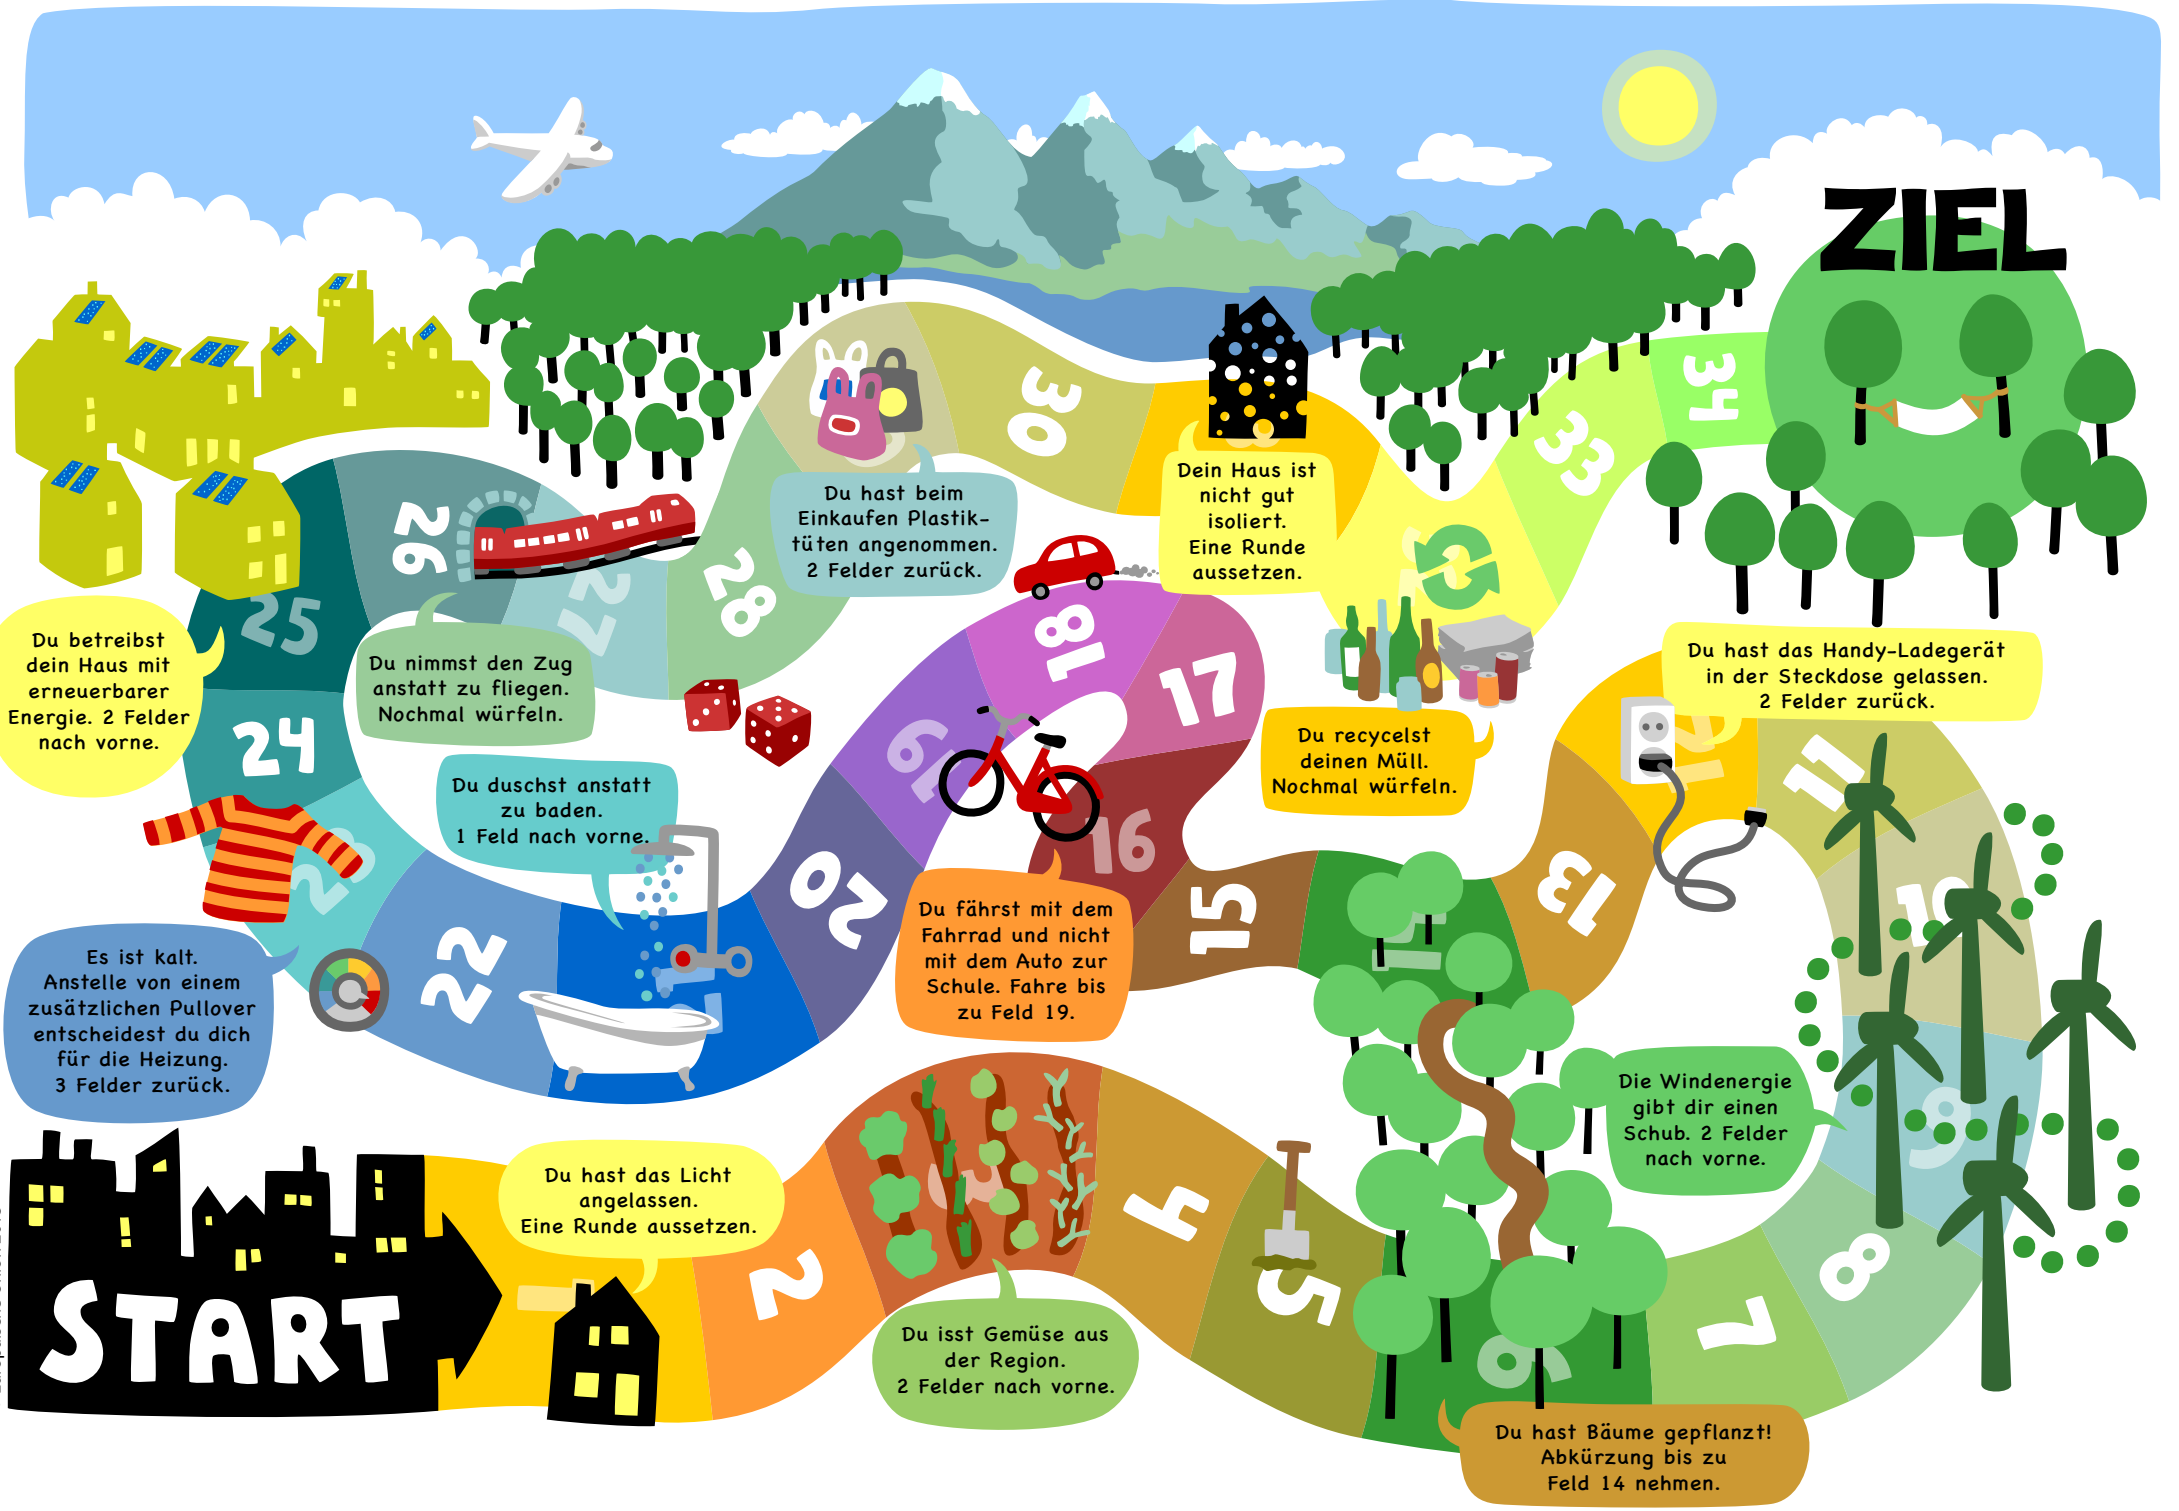 ZIEL
34
33
30
Dein Haus ist
nicht gut
isoliert.
Eine Runde
aussetzen.
Du hast beim
Einkaufen Plastik-
tüten angenommen.
2 Felder zurück.
28
27
26
25
Du betreibst
dein Haus mit
erneuerbarer
Energie. 2 Felder
nach vorne.
Du nimmst den Zug
anstatt zu fliegen.
Nochmal würfeln.
24
23
Du duschst anstatt
zu baden.
1 Feld nach vorne.
22
20
19
18
17
16
15
Du recycelst
deinen Müll.
Nochmal würfeln.
Du hast das Handy-Ladegerät
in der Steckdose gelassen.
2 Felder zurück.
12
11
13
14
10
Du fährst mit dem
Fahrrad und nicht
mit dem Auto zur
Schule. Fahre bis
zu Feld 19.
Es ist kalt.
Anstelle von einem
zusätzlichen Pullover
entscheidest du dich
für die Heizung.
3 Felder zurück.
Die Windenergie
gibt dir einen
Schub. 2 Felder
nach vorne.
9
8
7
6
5
4
3
2
1
Du hast das Licht
angelassen.
Eine Runde aussetzen.
START
Du isst Gemüse aus
der Region.
2 Felder nach vorne.
Du hast Bäume gepflanzt!
Abkürzung bis zu
Feld 14 nehmen.